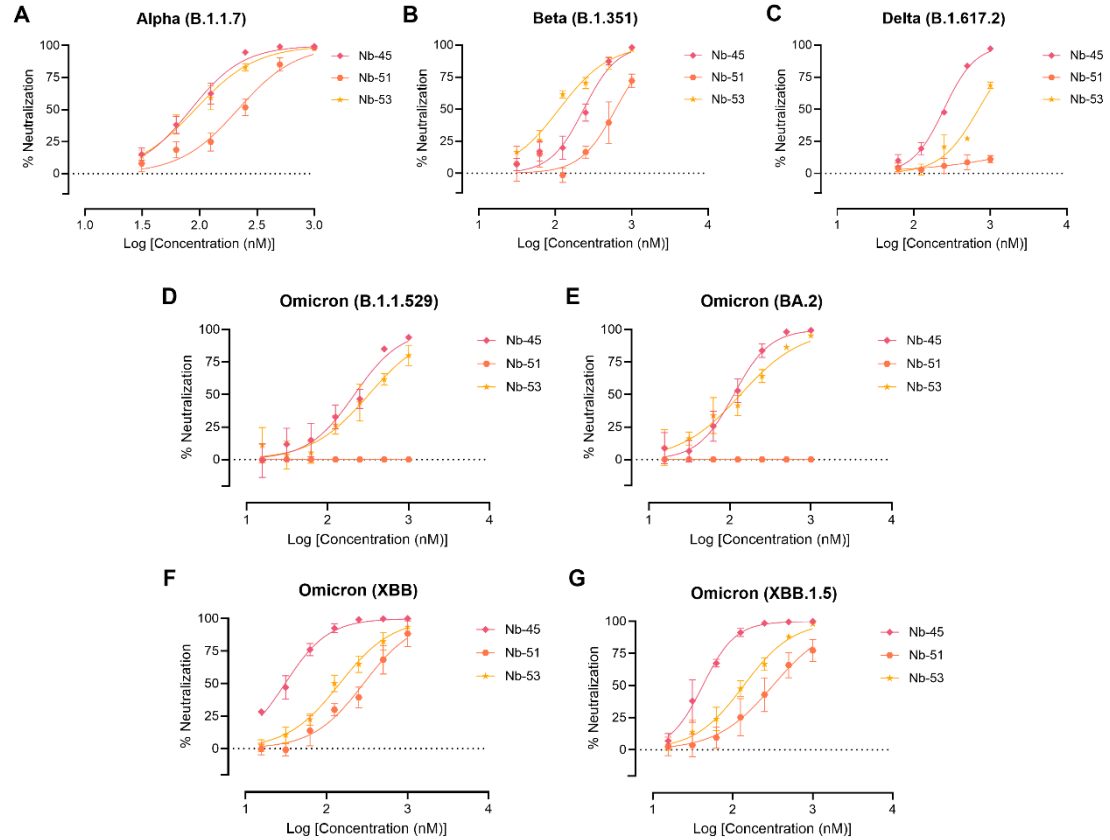 A
Alpha (B.1.1.7)
% Neutralization
100
75
50
25
0
1.0
1.5
2.0
2.5
3.0
Log [Concentration (nM)]
Nb-45
Nb-51
Nb-53
B
Beta (B.1.351)
% Neutralization
100
75
50
25
0
1
2
3
4
Log [Concentration (nM)]
Nb-45
Nb-51
Nb-53
C
Delta (B.1.617.2)
% Neutralization
100
75
50
25
0
1
2
3
4
Log [Concentration (nM)]
Nb-45
Nb-51
Nb-53
D
Omicron (B.1.1.529)
% Neutralization
100
75
50
25
0
1
2
3
4
Log [Concentration (nM)]
Nb-45
Nb-51
Nb-53
E
Omicron (BA.2)
% Neutralization
100
75
50
25
0
1
2
3
4
Log [Concentration (nM)]
Nb-45
Nb-51
Nb-53
F
Omicron (XBB)
% Neutralization
100
75
50
25
0
1
2
3
4
Log [Concentration (nM)]
Nb-45
Nb-51
Nb-53
G
Omicron (XBB.1.5)
% Neutralization
100
75
50
25
0
1
2
3
4
Log [Concentration (nM)]
Nb-45
Nb-51
Nb-53